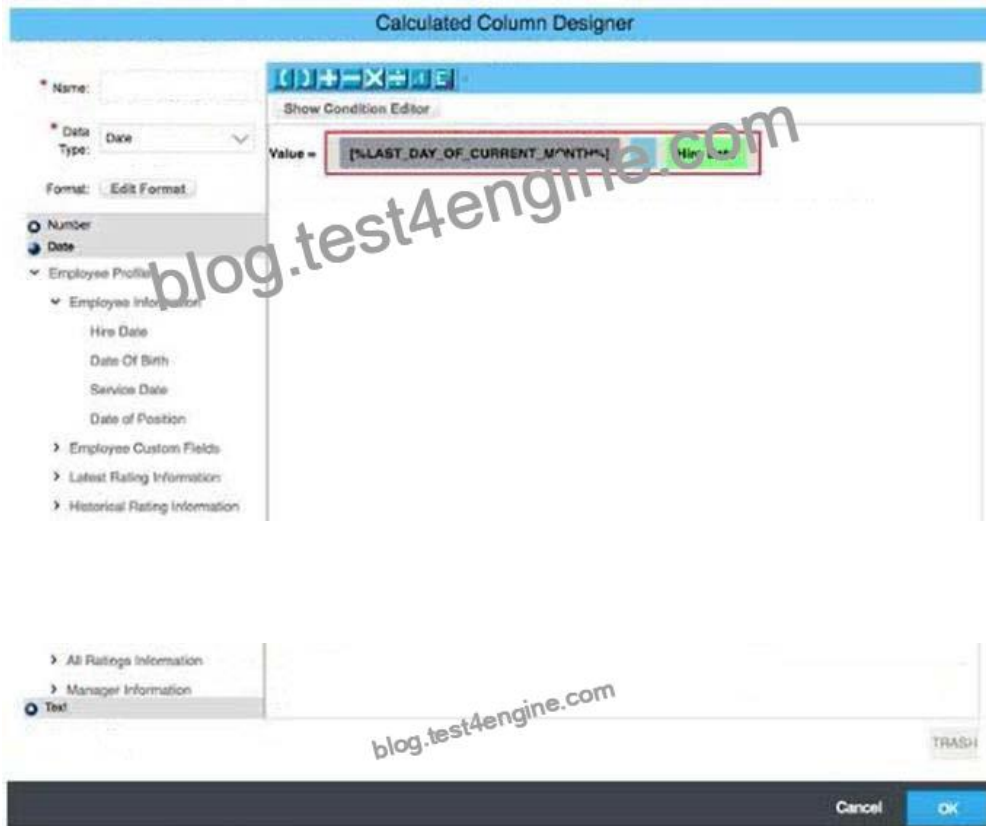 Calculated Column Designer
* Name:
* Data Type:
Date
Format:
Edit Format
Show Condition Editor
Value =
[%LAST_DAY_OF_CURRENT_MONTH%]
Number
Date
Employee Profile
Employee Information
Hire Date
Date Of Birth
Service Date
Date of Position
Employee Custom Fields
Latest Rating Information
Historical Rating Information
blog.test4engine.com
All Ratings Information
Manager Information
Text
blog.test4engine.com
TRASH
Cancel
OK